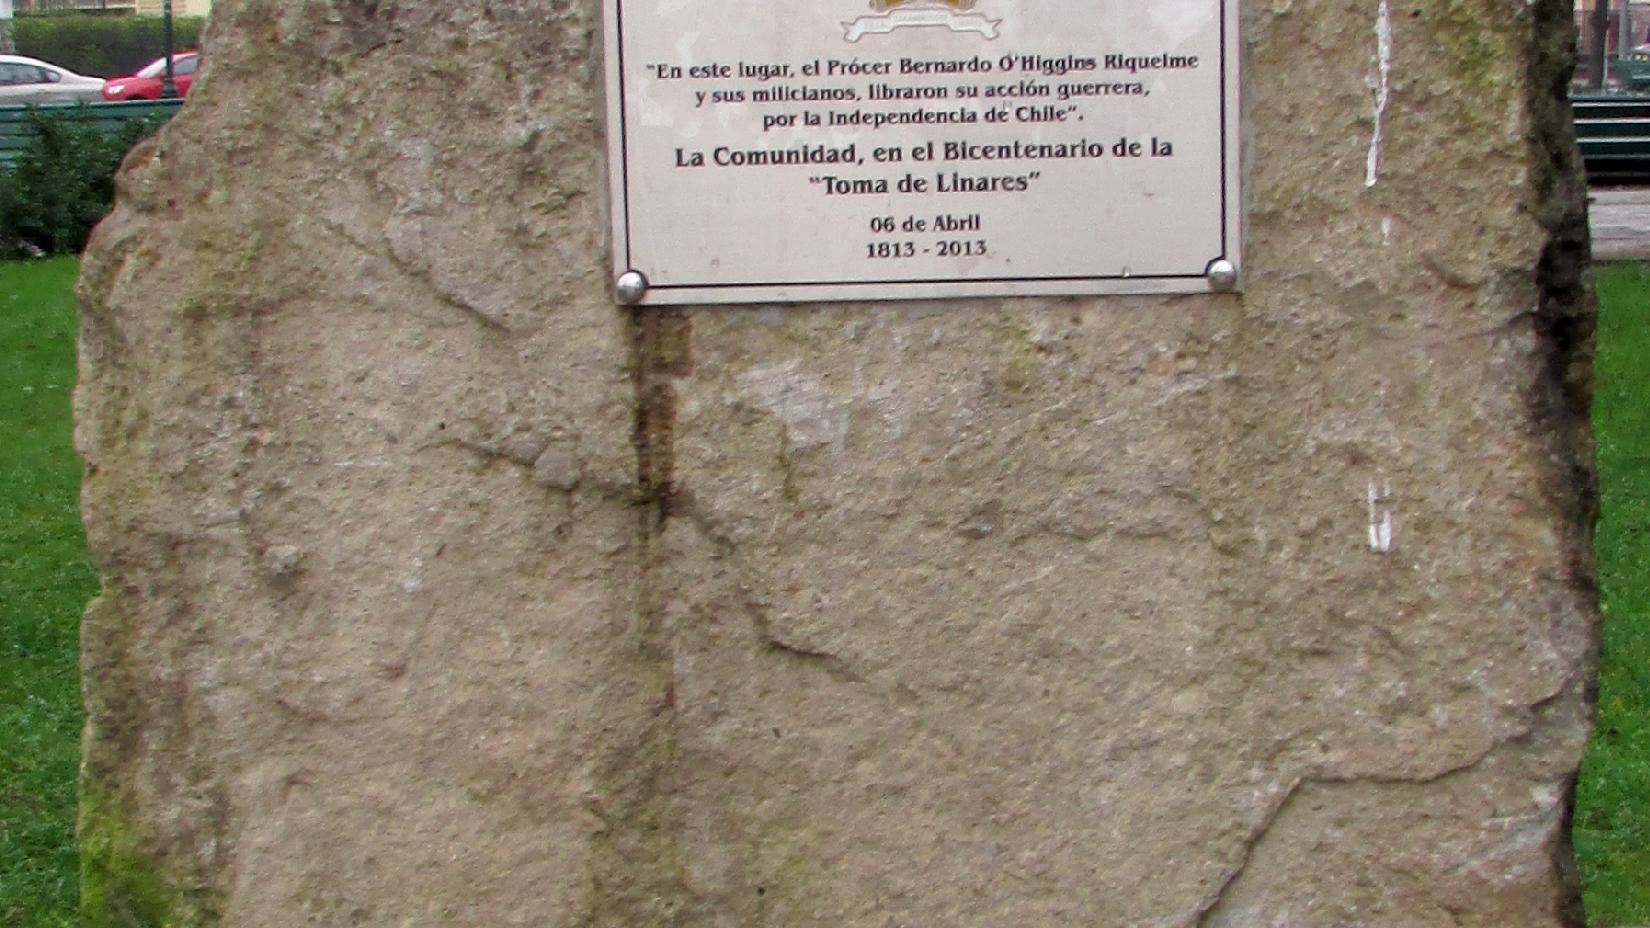 "En este lugar, el Prócer Bernardo O'Higgins Riquelme
y sus milicianos, libraron su acción guerrera,
por la Independencia de Chile".
La Comunidad, en el Bicentenario de la
"Toma de Linares"
06 de Abril
1813 - 2013